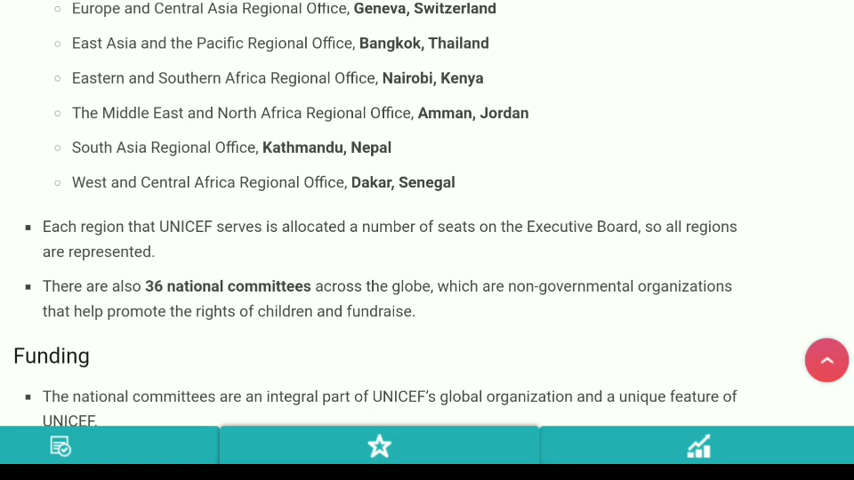 Europe and Central Asia Regional Office, Geneva, Switzerland
East Asia and the Pacific Regional Office, Bangkok, Thailand
Eastern and Southern Africa Regional Office, Nairobi, Kenya
The Middle East and North Africa Regional Office, Amman, Jordan
South Asia Regional Office, Kathmandu, Nepal
West and Central Africa Regional Office, Dakar, Senegal
Each region that UNICEF serves is allocated a number of seats on the Executive Board, so all regions
are represented.
There are also 36 national committees across the globe, which are non-governmental organizations
that help promote the rights of children and fundraise.
Funding
The national committees are an integral part of UNICEF’s global organization and a unique feature of
UNICEF.